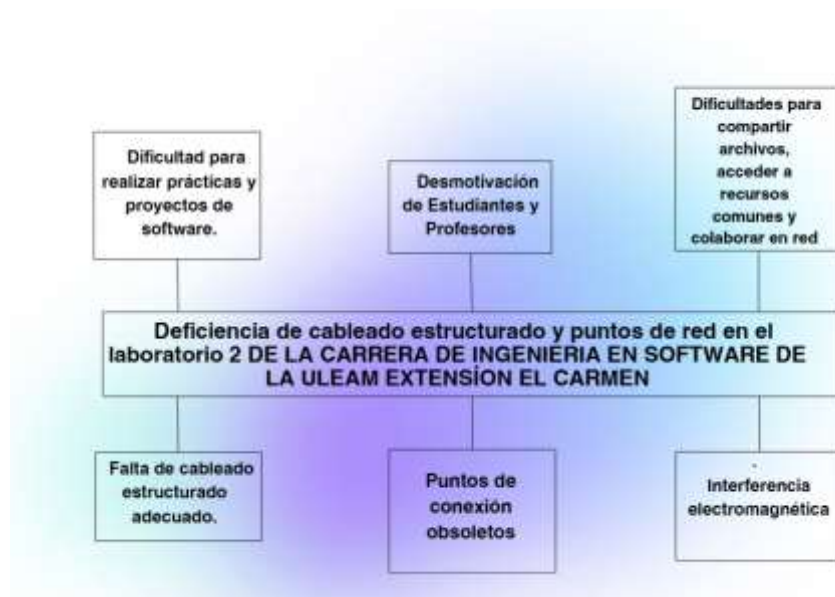 Dificultad para
realizar prácticas y
proyectos de
software.
Desmotivación
de Estudiantes y
Profesores
Dificultades para
compartir
archivos,
acceder a
recursos
comunes y
colaborar en red
Deficiencia de cableado estructurado y puntos de red en el
laboratorio 2 DE LA CARRERA DE INGENIERIA EN SOFTWARE DE
LA ULEAM EXTENSÍON EL CARMEN
Falta de cableado
estructurado
adecuado.
Puntos de
conexión
obsoletos
.
Interferencia
electromagnética